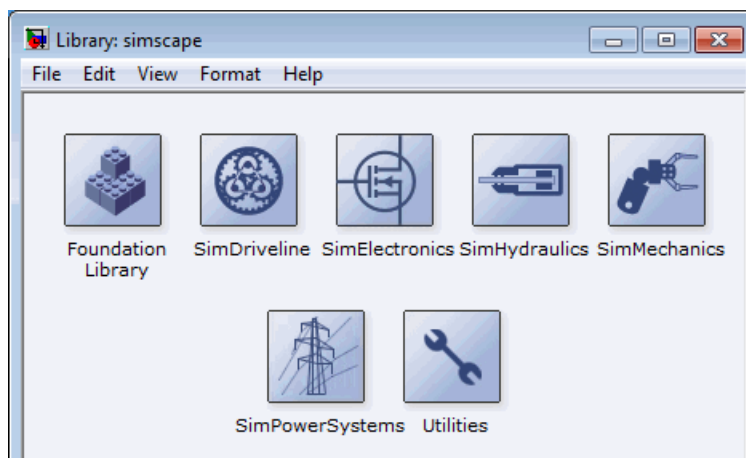 Library: simscape
File Edit View Format Help
Foundation Library SimDriveline SimElectronics SimHydraulics SimMechanics
SimPowerSystems Utilities